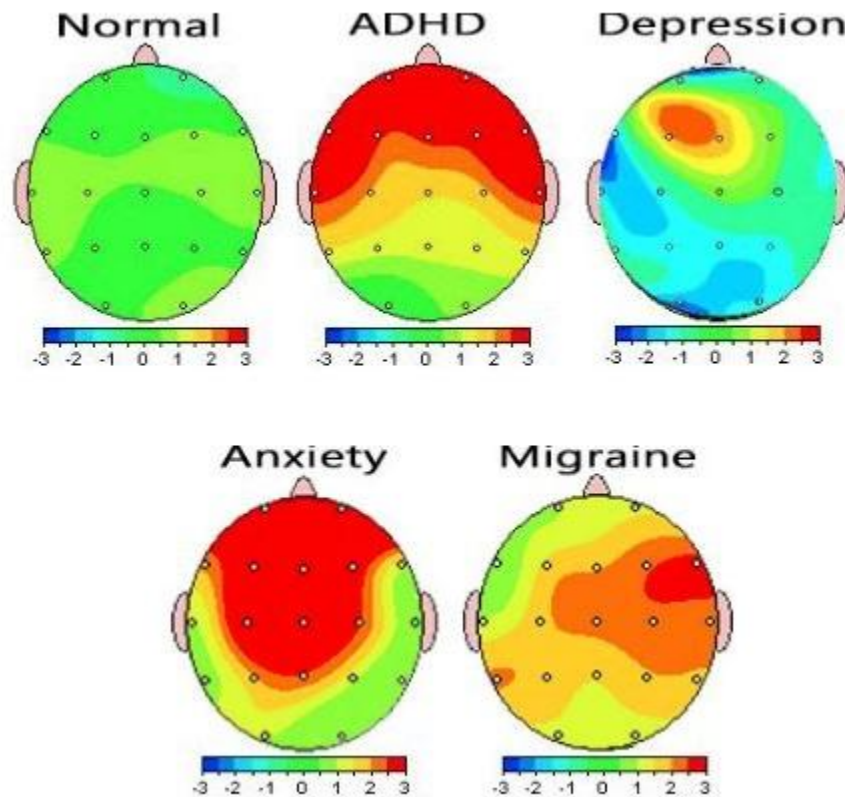 Normal ADHD Depression
-3 -2 -1 0 1 2 3 -3 -2 -1 0 1 2 3 -3 -2 -1 0 1 2 3
Anxiety Migraine
-3 -2 -1 0 1 2 3 -3 -2 -1 0 1 2 3